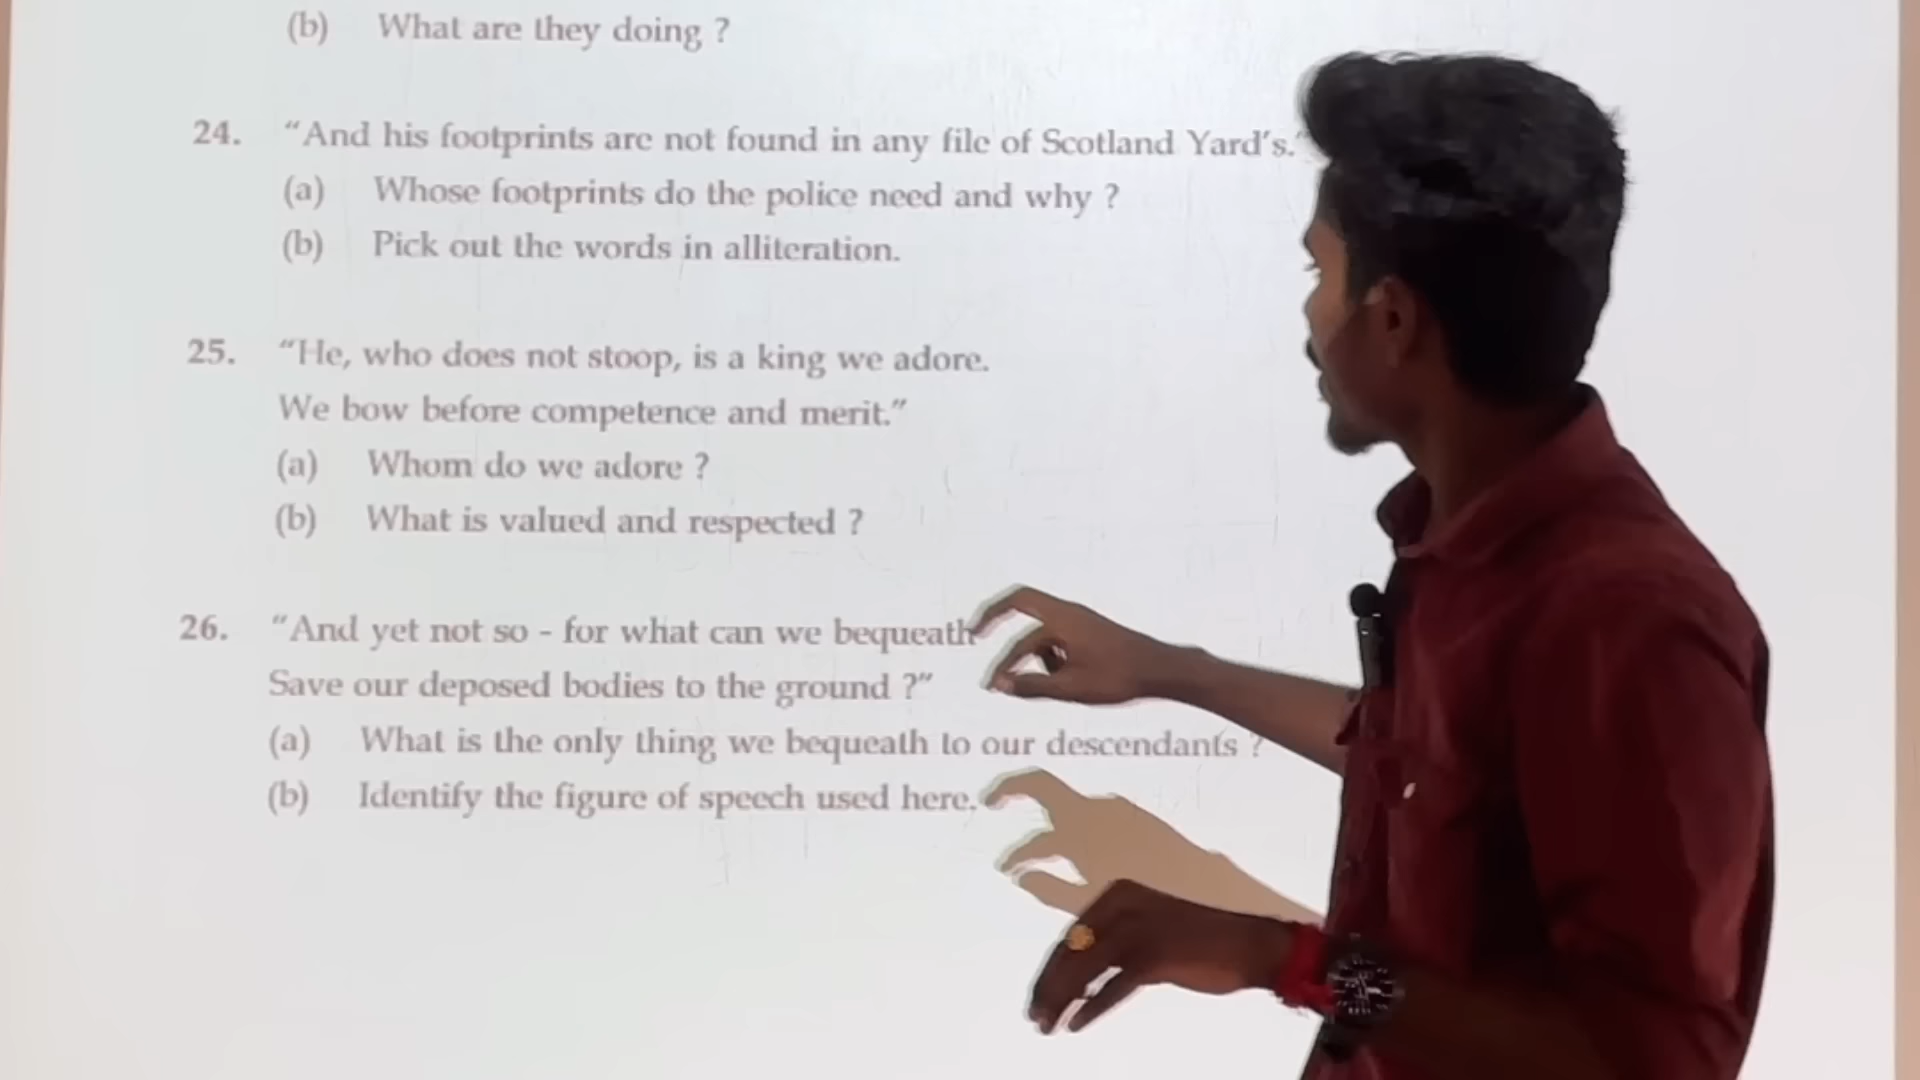 (b) What are they doing ?
24. “And his footprints are not found in any file of Scotland Yard's.”
(a) Whose footprints do the police need and why ?
(b) Pick out the words in alliteration.
25. “He, who does not stoop, is a king we adore.
We bow before competence and merit.”
(a) Whom do we adore ?
(b) What is valued and respected ?
26. “And yet not so - for what can we bequeath
Save our deposed bodies to the ground ?”
(a) What is the only thing we bequeath to our descendants ?
(b) Identify the figure of speech used here.